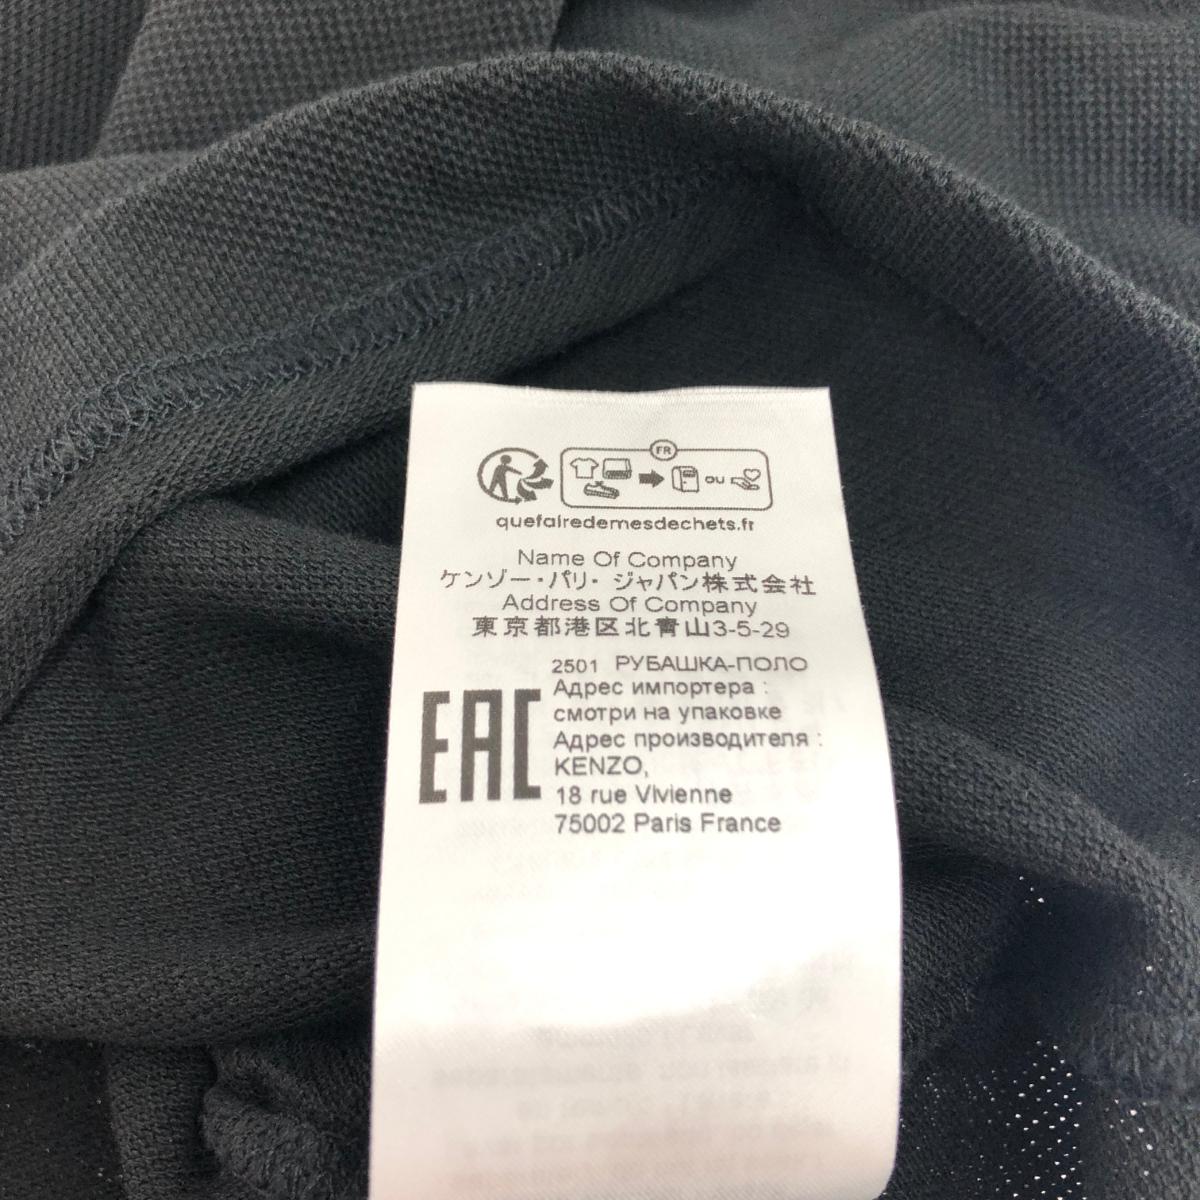 FR
OU
quefairedemesdechets.fr
Name Of Company
ケンゾー・パリ・ ジャパン株式会社
Address Of Company
東京都港区北青山3-5-29
2501 РУБАШКА-ПОЛО
EAC
Адрес импортера :
смотри на упаковке
Адрес производителя :
KENZO,
18 rue Vivienne
75002 Paris France